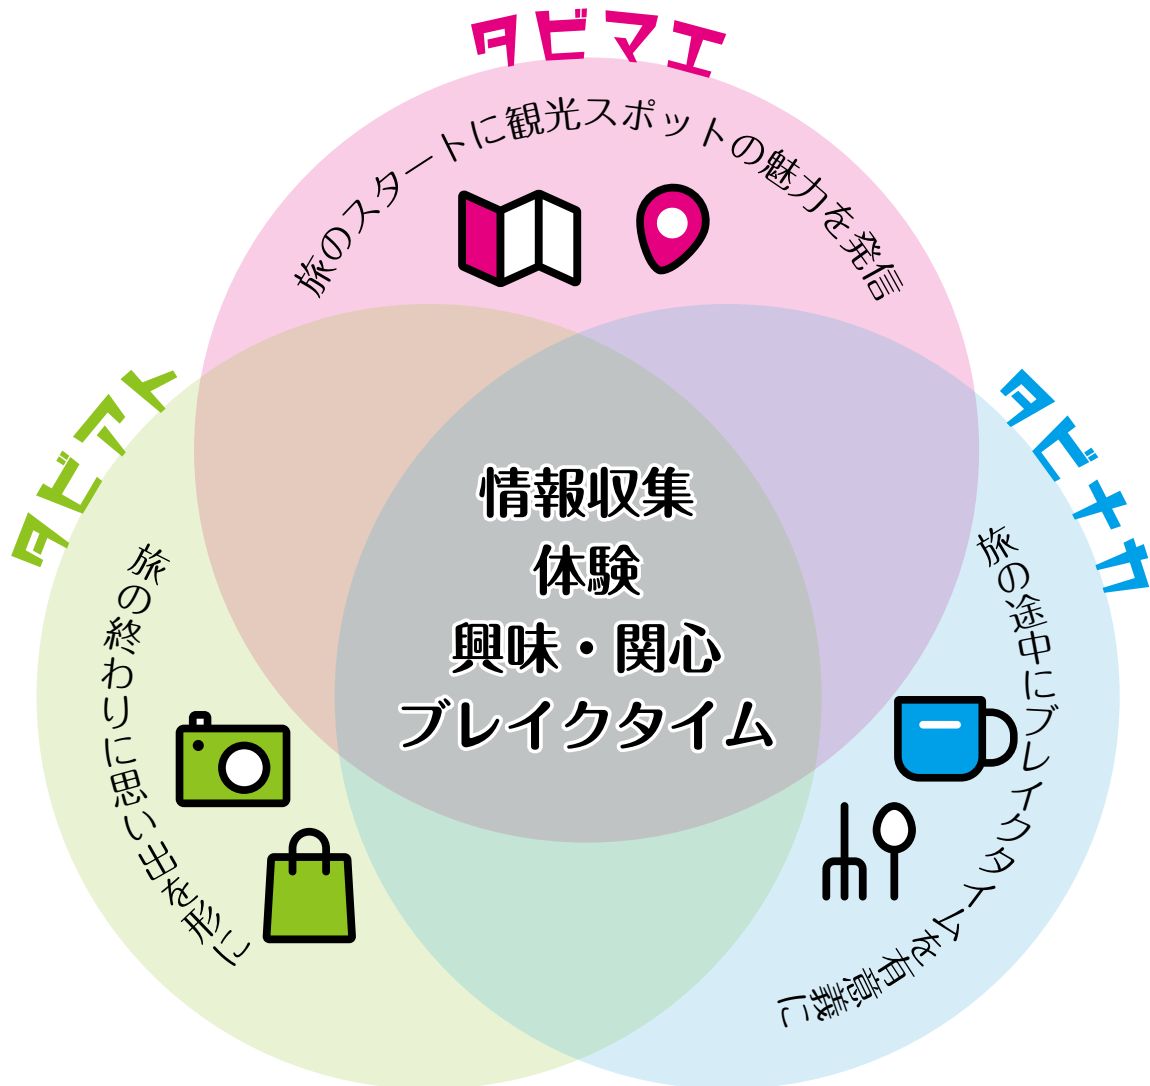 タビマエ
旅のスタートに観光スポットの魅力を発信
タビアト
旅の終わりに思い出を形に
タビナカ
旅の途中にブレイクタイムを有意義に
情報収集
体験
興味・関心
ブレイクタイム